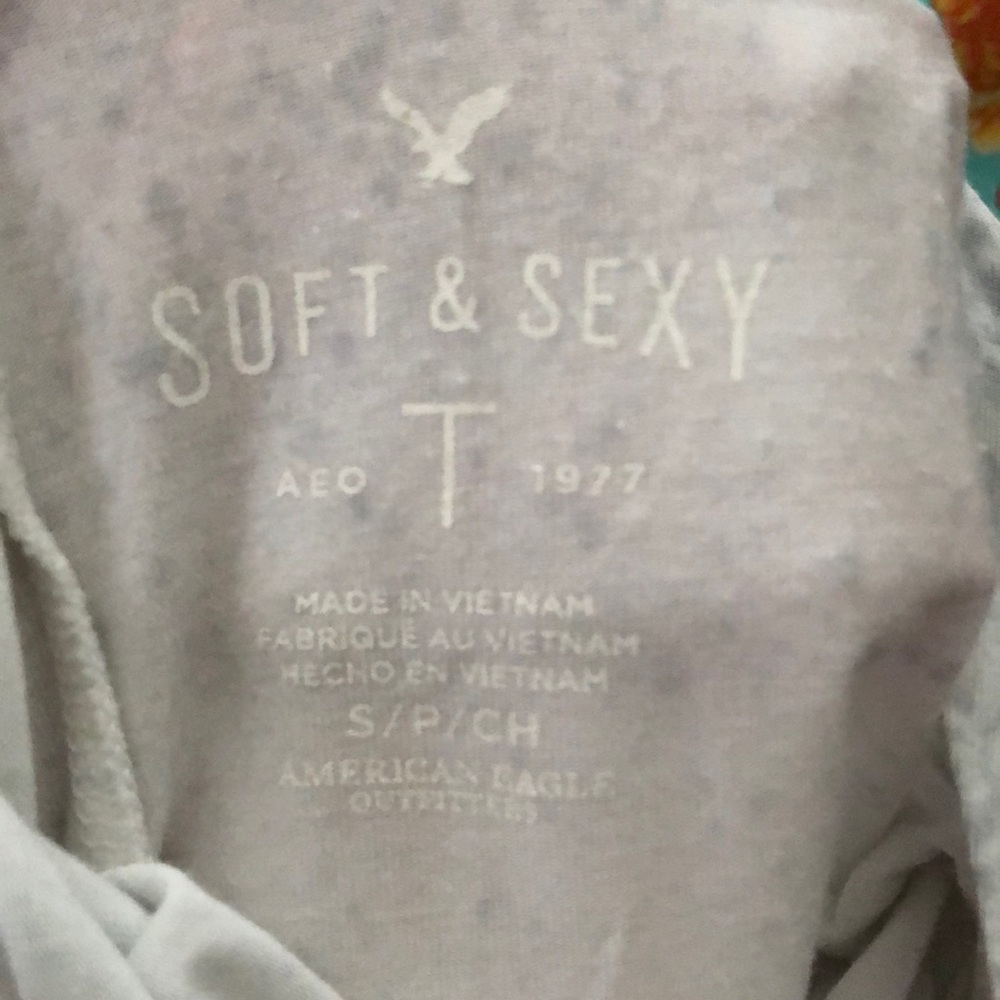 SOFT & SEXY
T
AEO 1977
MADE IN VIETNAM
FABRIQUÉ AU VIETNAM
HECHO EN VIETNAM
S/P/CH
AMERICAN EAGLE
OUTFITTERS